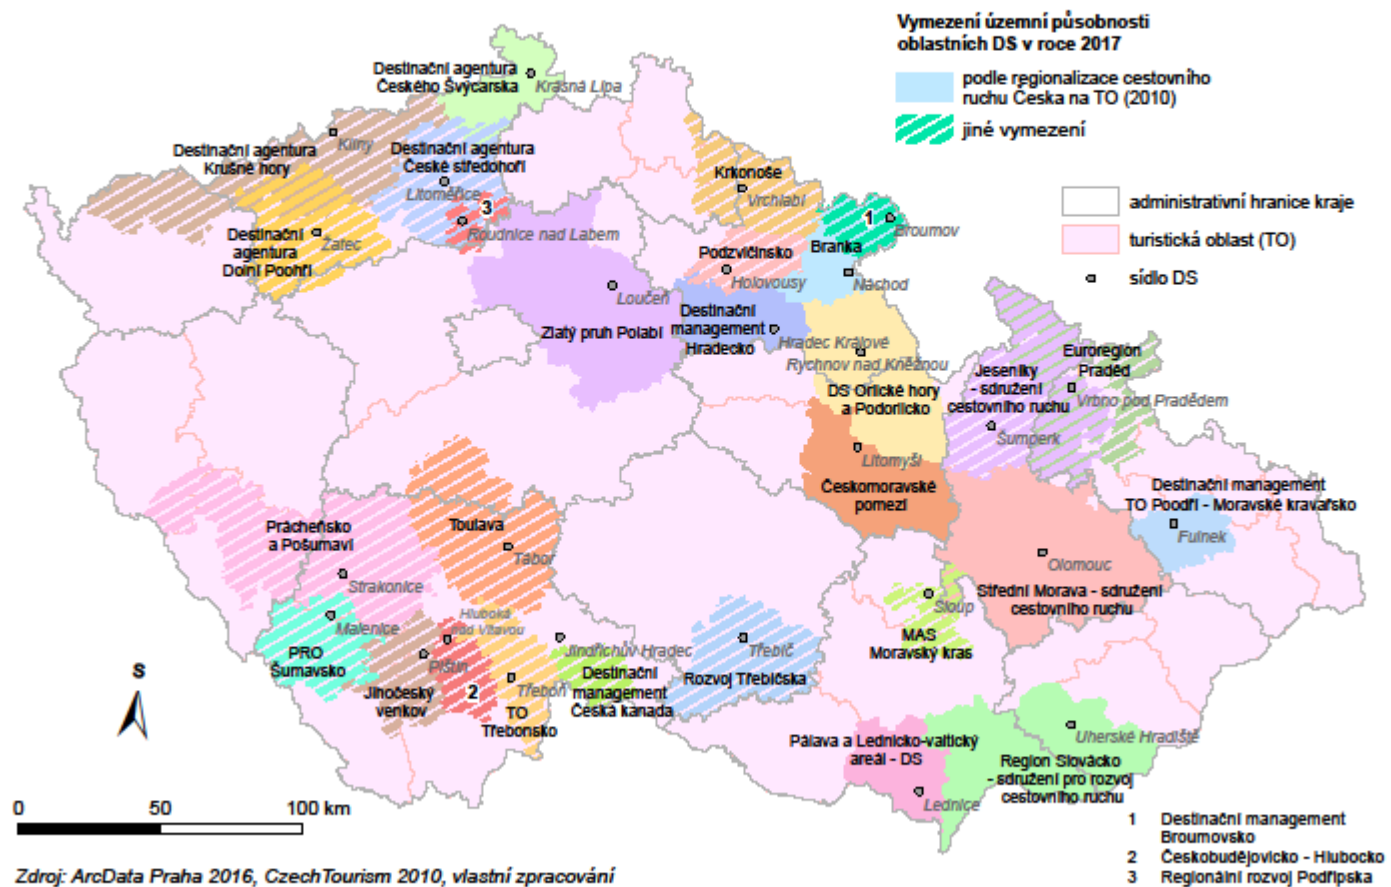 Vymezení územní působnosti
oblastních DS v roce 2017
podle regionalizace cestovního
ruchu Česka na TO (2010)
jiné vymezení
administrativní hranice kraje
turistická oblast (TO)
sídlo DS
Destinační agentura
Českého Švýcarska
Krásná Lípa
Destinační agentura
Krušné hory
Klíny
Destinační agentura
České středohoří
Litoměřice
3
Roudnice nad Labem
Destinační
agentura
Dolní Poohří
Žatec
Krkonoše
Vrchlabí
1
Broumov
Podzvičinsko
Holovousy
Branka
Náchod
Loučeň
Zlatý pruh Polabí
Destinační
management
Hradecko
Hradec Králové
Rychnov nad Kněžnou
DS Orlické hory
a Podorlicko
Litomyšl
Českomoravské
pomezí
Jeseníky
- sdružení
cestovního ruchu
Šumperk
Euroregion
Praděd
Vrbno pod Pradědem
Destinační management
TO Poodří - Moravské kravařsko
Fulnek
Olomouc
Střední Morava - sdružení
cestovního ruchu
Prácheňsko
a Pošumaví
Strakonice
Toulava
Tábor
Malenice
PRO
Šumavsko
Hluboká
nad Vltavou
Pištín
Jihočeský
venkov
2
Třeboň
TO
Třeboňsko
Jindřichův Hradec
Destinační
management
Česká kanada
Třebíč
Rozvoj Třebíčska
Sloup
MAS
Moravský kras
Pálava a Lednicko-valtický
areál - DS
Lednice
Uherské Hradiště
Region Slovácko
- sdružení pro rozvoj
cestovního ruchu
S
0 50 100 km
1 Destinační management
Broumovsko
2 Českobudějovicko - Hlubocko
3 Regionální rozvoj Podřipska
Zdroj: ArcData Praha 2016, CzechTourism 2010, vlastní zpracování